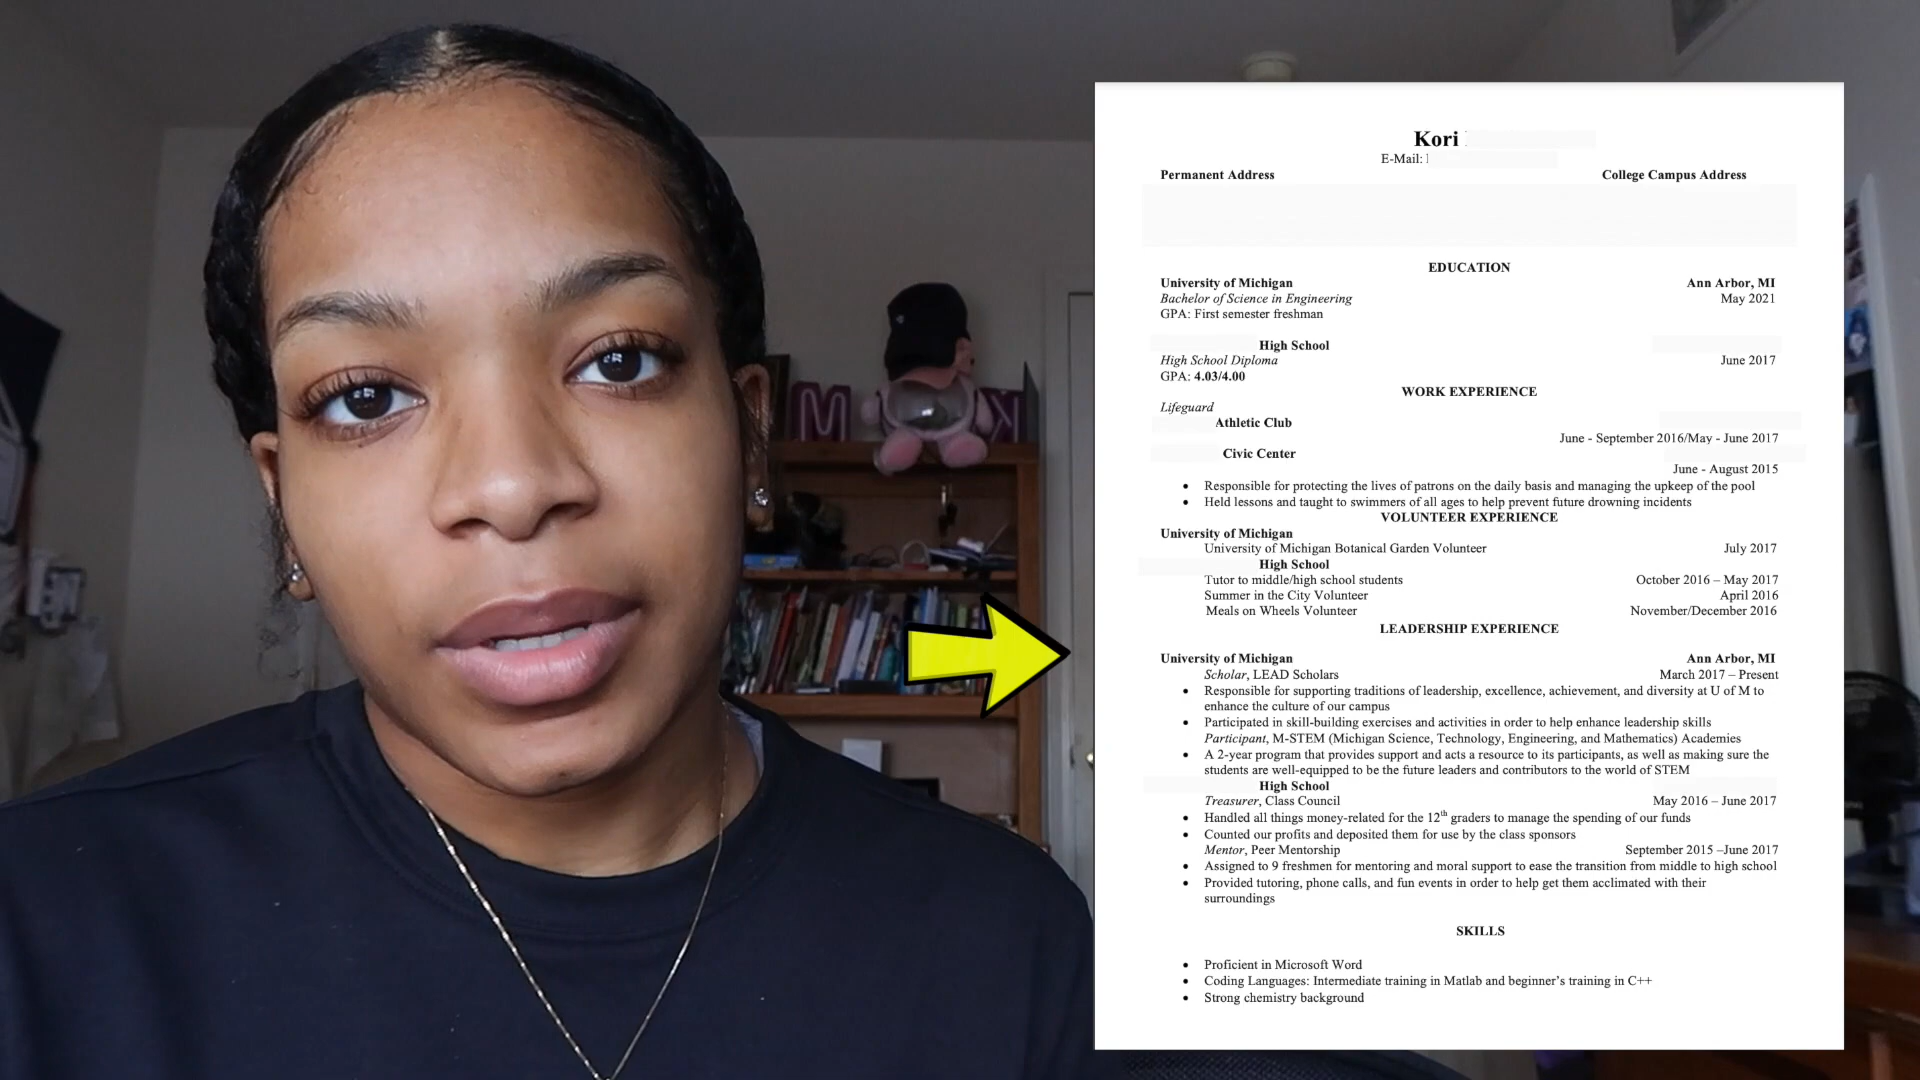 Kori
E-Mail:
Permanent Address College Campus Address
EDUCATION
University of Michigan Ann Arbor, MI
Bachelor of Science in Engineering May 2021
GPA: First semester freshman
High School
High School Diploma June 2017
GPA: 4.03/4.00
WORK EXPERIENCE
Lifeguard
Athletic Club
June - September 2016/May - June 2017
Civic Center
June - August 2015
• Responsible for protecting the lives of patrons on the daily basis and managing the upkeep of the pool
• Held lessons and taught to swimmers of all ages to help prevent future drowning incidents
VOLUNTEER EXPERIENCE
University of Michigan
University of Michigan Botanical Garden Volunteer July 2017
High School
Tutor to middle/high school students October 2016 – May 2017
Summer in the City Volunteer April 2016
Meals on Wheels Volunteer November/December 2016
LEADERSHIP EXPERIENCE
University of Michigan Ann Arbor, MI
Scholar, LEAD Scholars March 2017 – Present
• Responsible for supporting traditions of leadership, excellence, achievement, and diversity at U of M to
enhance the culture of our campus
• Participated in skill-building exercises and activities in order to help enhance leadership skills
Participant, M-STEM (Michigan Science, Technology, Engineering, and Mathematics) Academies
• A 2-year program that provides support and acts a resource to its participants, as well as making sure the
students are well-equipped to be the future leaders and contributors to the world of STEM
High School
Treasurer, Class Council May 2016 – June 2017
• Handled all things money-related for the 12th graders to manage the spending of our funds
• Counted our profits and deposited them for use by the class sponsors
Mentor, Peer Mentorship September 2015 –June 2017
• Assigned to 9 freshmen for mentoring and moral support to ease the transition from middle to high school
• Provided tutoring, phone calls, and fun events in order to help get them acclimated with their
surroundings
SKILLS
• Proficient in Microsoft Word
• Coding Languages: Intermediate training in Matlab and beginner's training in C++
• Strong chemistry background
M
K